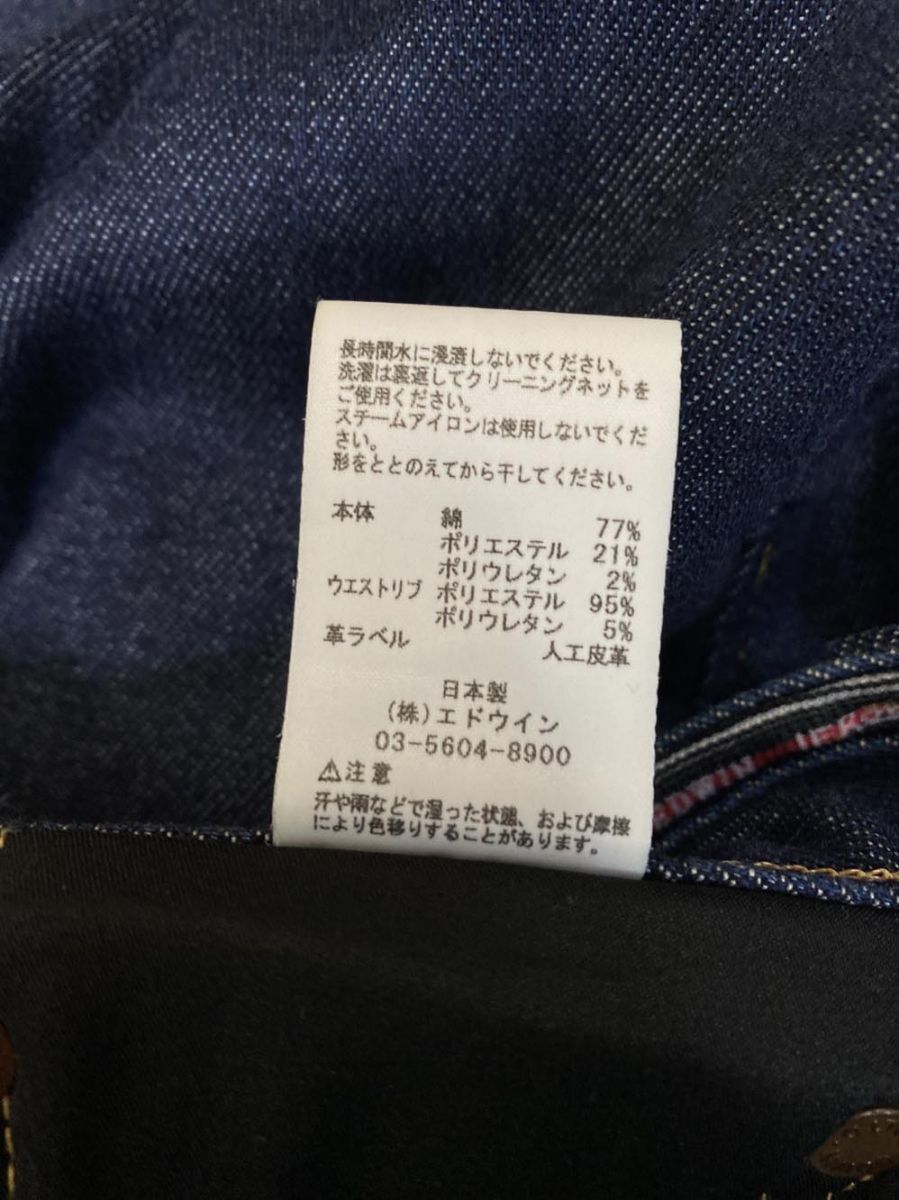 長時間水に浸漬しないでください。
洗濯は裏返してクリーニングネットを
ご使用ください。
スチームアイロンは使用しないでくだ
さい。
形をととのえてから干してください。
本体 綿 77%
ポリエステル 21%
ポリウレタン 2%
ウエストリブ ポリエステル 95%
ポリウレタン 5%
革ラベル 人工皮革
日本製
(株)エドウイン
03-5604-8900
⚠注意
汗や雨などで湿った状態、および摩擦
により色移りすることがあります。
EDWIN